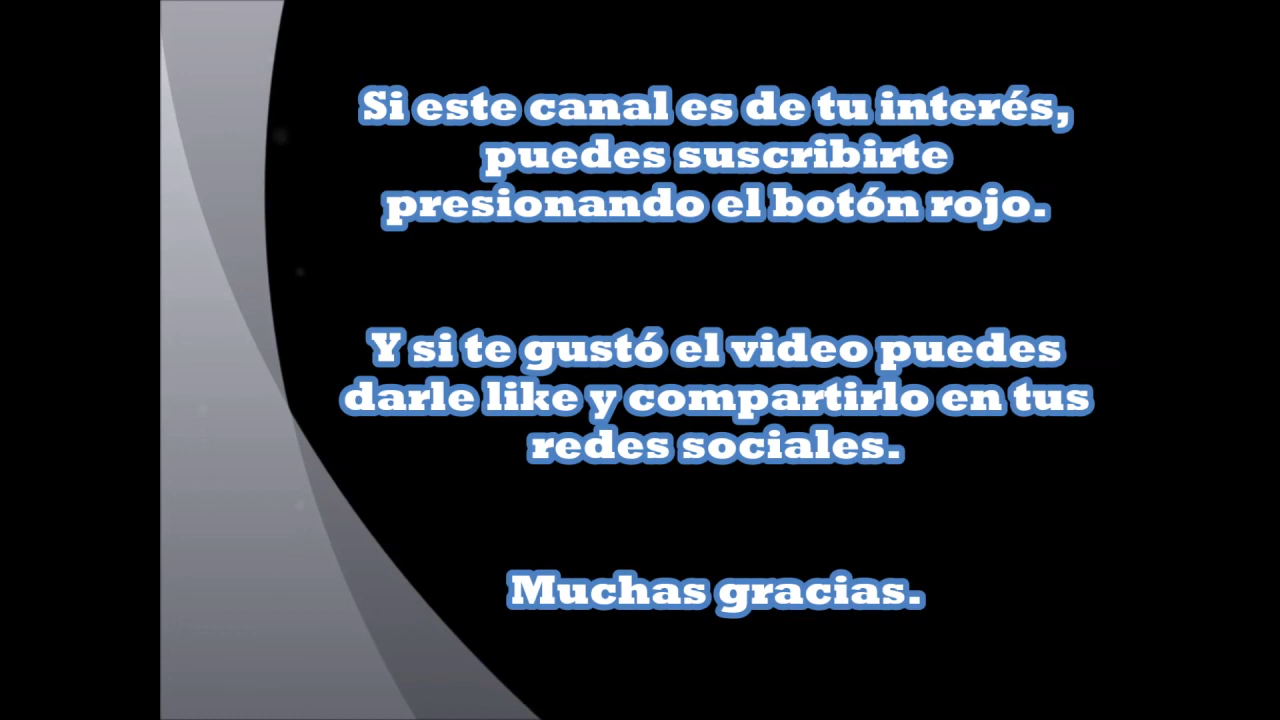 Si este canal es de tu interés,
puedes suscribirte
presionando el botón rojo.
Y si te gustó el video puedes
darle like y compartirlo en tus
redes sociales.
Muchas gracias.